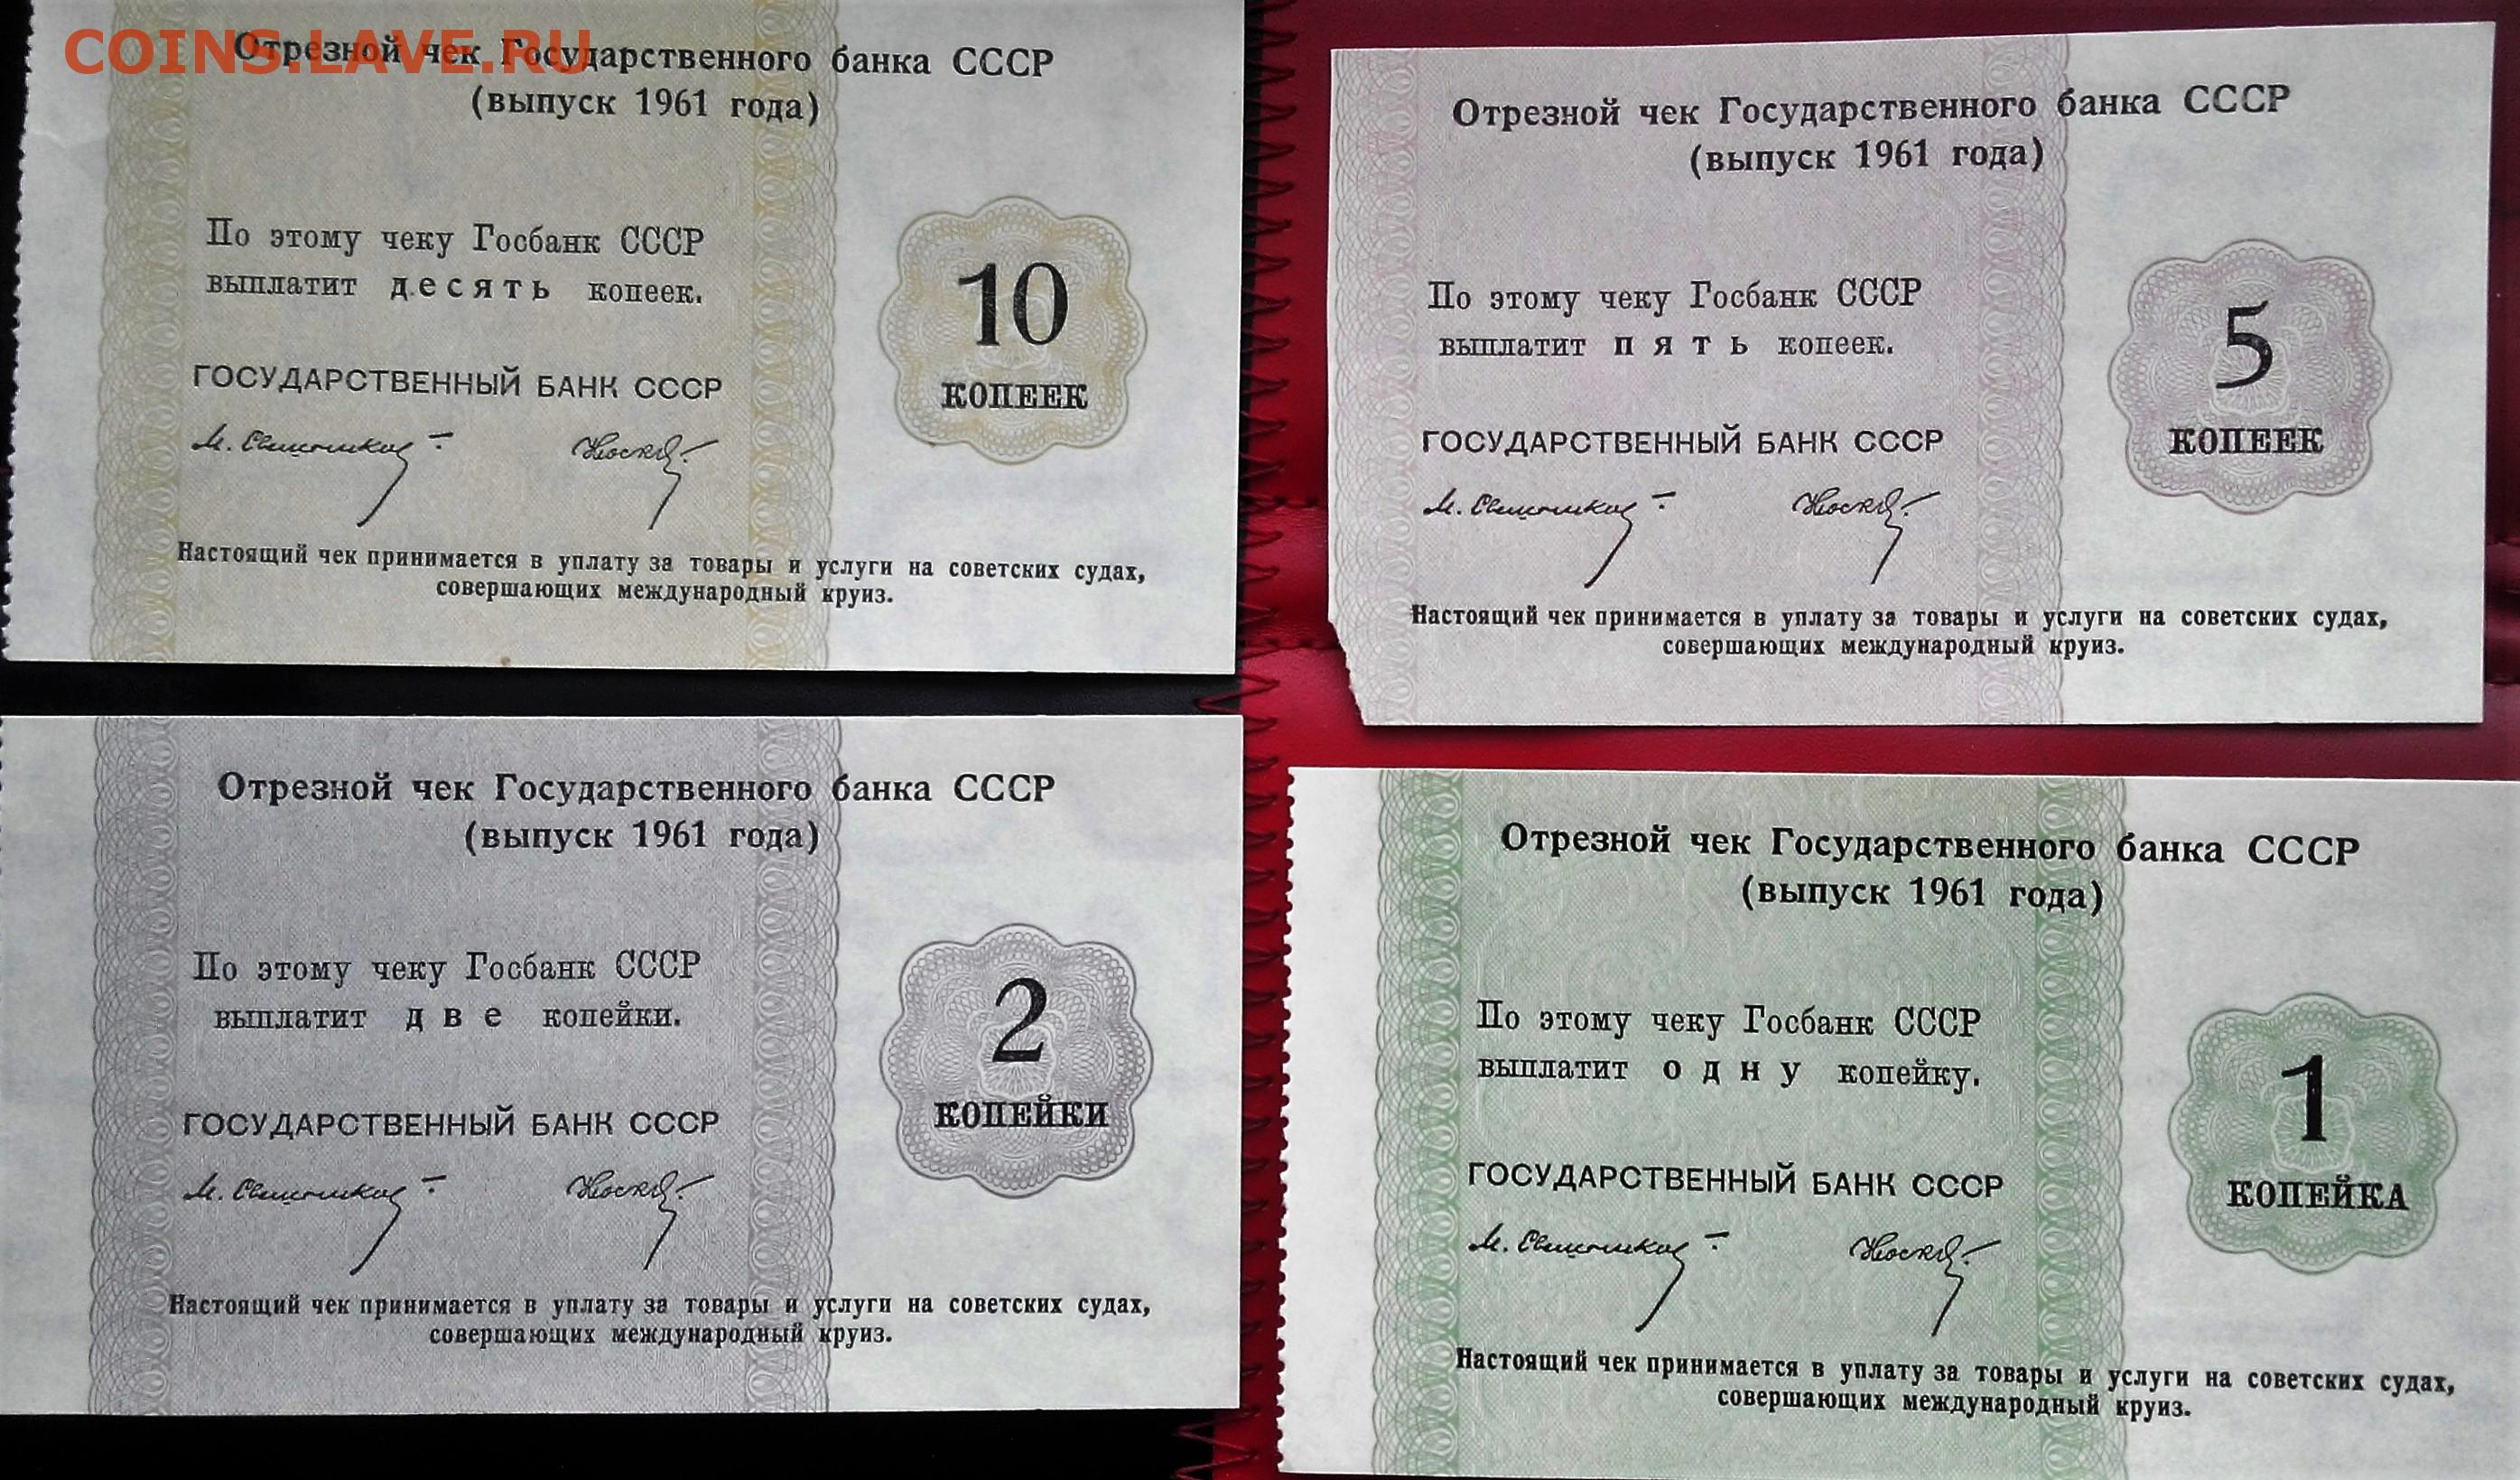 COINS.LAVE.RU
Отрезной чек Государственного банка СССР
(выпуск 1961 года)
По этому чеку Госбанк СССР
выплатит десять копеек.
10
КОПЕЕК
ГОСУДАРСТВЕННЫЙ БАНК СССР
Настоящий чек принимается в уплату за товары и услуги на советских судах,
совершающих международный круиз.
Отрезной чек Государственного банка СССР
(выпуск 1961 года)
По этому чеку Госбанк СССР
выплатит пять копеек.
5
КОПЕЕК
ГОСУДАРСТВЕННЫЙ БАНК СССР
Настоящий чек принимается в уплату за товары и услуги на советских судах,
совершающих международный круиз.
Отрезной чек Государственного банка СССР
(выпуск 1961 года)
По этому чеку Госбанк СССР
выплатит две копейки.
2
КОПЕЙКИ
ГОСУДАРСТВЕННЫЙ БАНК СССР
Настоящий чек принимается в уплату за товары и услуги на советских судах,
совершающих международный круиз.
Отрезной чек Государственного банка СССР
(выпуск 1961 года)
По этому чеку Госбанк СССР
выплатит одну копейку.
1
КОПЕЙКА
ГОСУДАРСТВЕННЫЙ БАНК СССР
Настоящий чек принимается в уплату за товары и услуги на советских судах,
совершающих международный круиз.